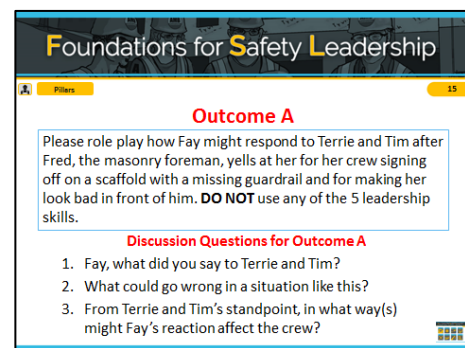 Foundations for Safety Leadership
Pillars
15
Outcome A
Please role play how Fay might respond to Terrie and Tim after
Fred, the masonry foreman, yells at her for her crew signing
off on a scaffold with a missing guardrail and for making her
look bad in front of him. DO NOT use any of the 5 leadership
skills.
Discussion Questions for Outcome A
1. Fay, what did you say to Terrie and Tim?
2. What could go wrong in a situation like this?
3. From Terrie and Tim's standpoint, in what way(s)
might Fay's reaction affect the crew?